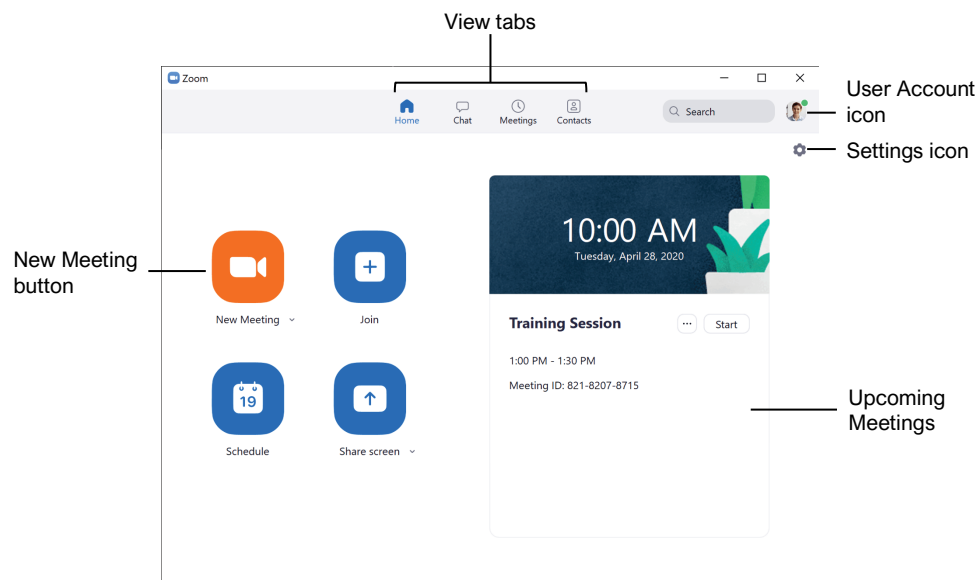 View tabs
Zoom
Home
Chat
Meetings
Contacts
Search
User Account
icon
Settings icon
10:00 AM
Tuesday, April 28, 2020
New Meeting
button
New Meeting
Join
Training Session
Start
1:00 PM - 1:30 PM
Meeting ID: 821-8207-8715
19
Schedule
Share screen
Upcoming
Meetings